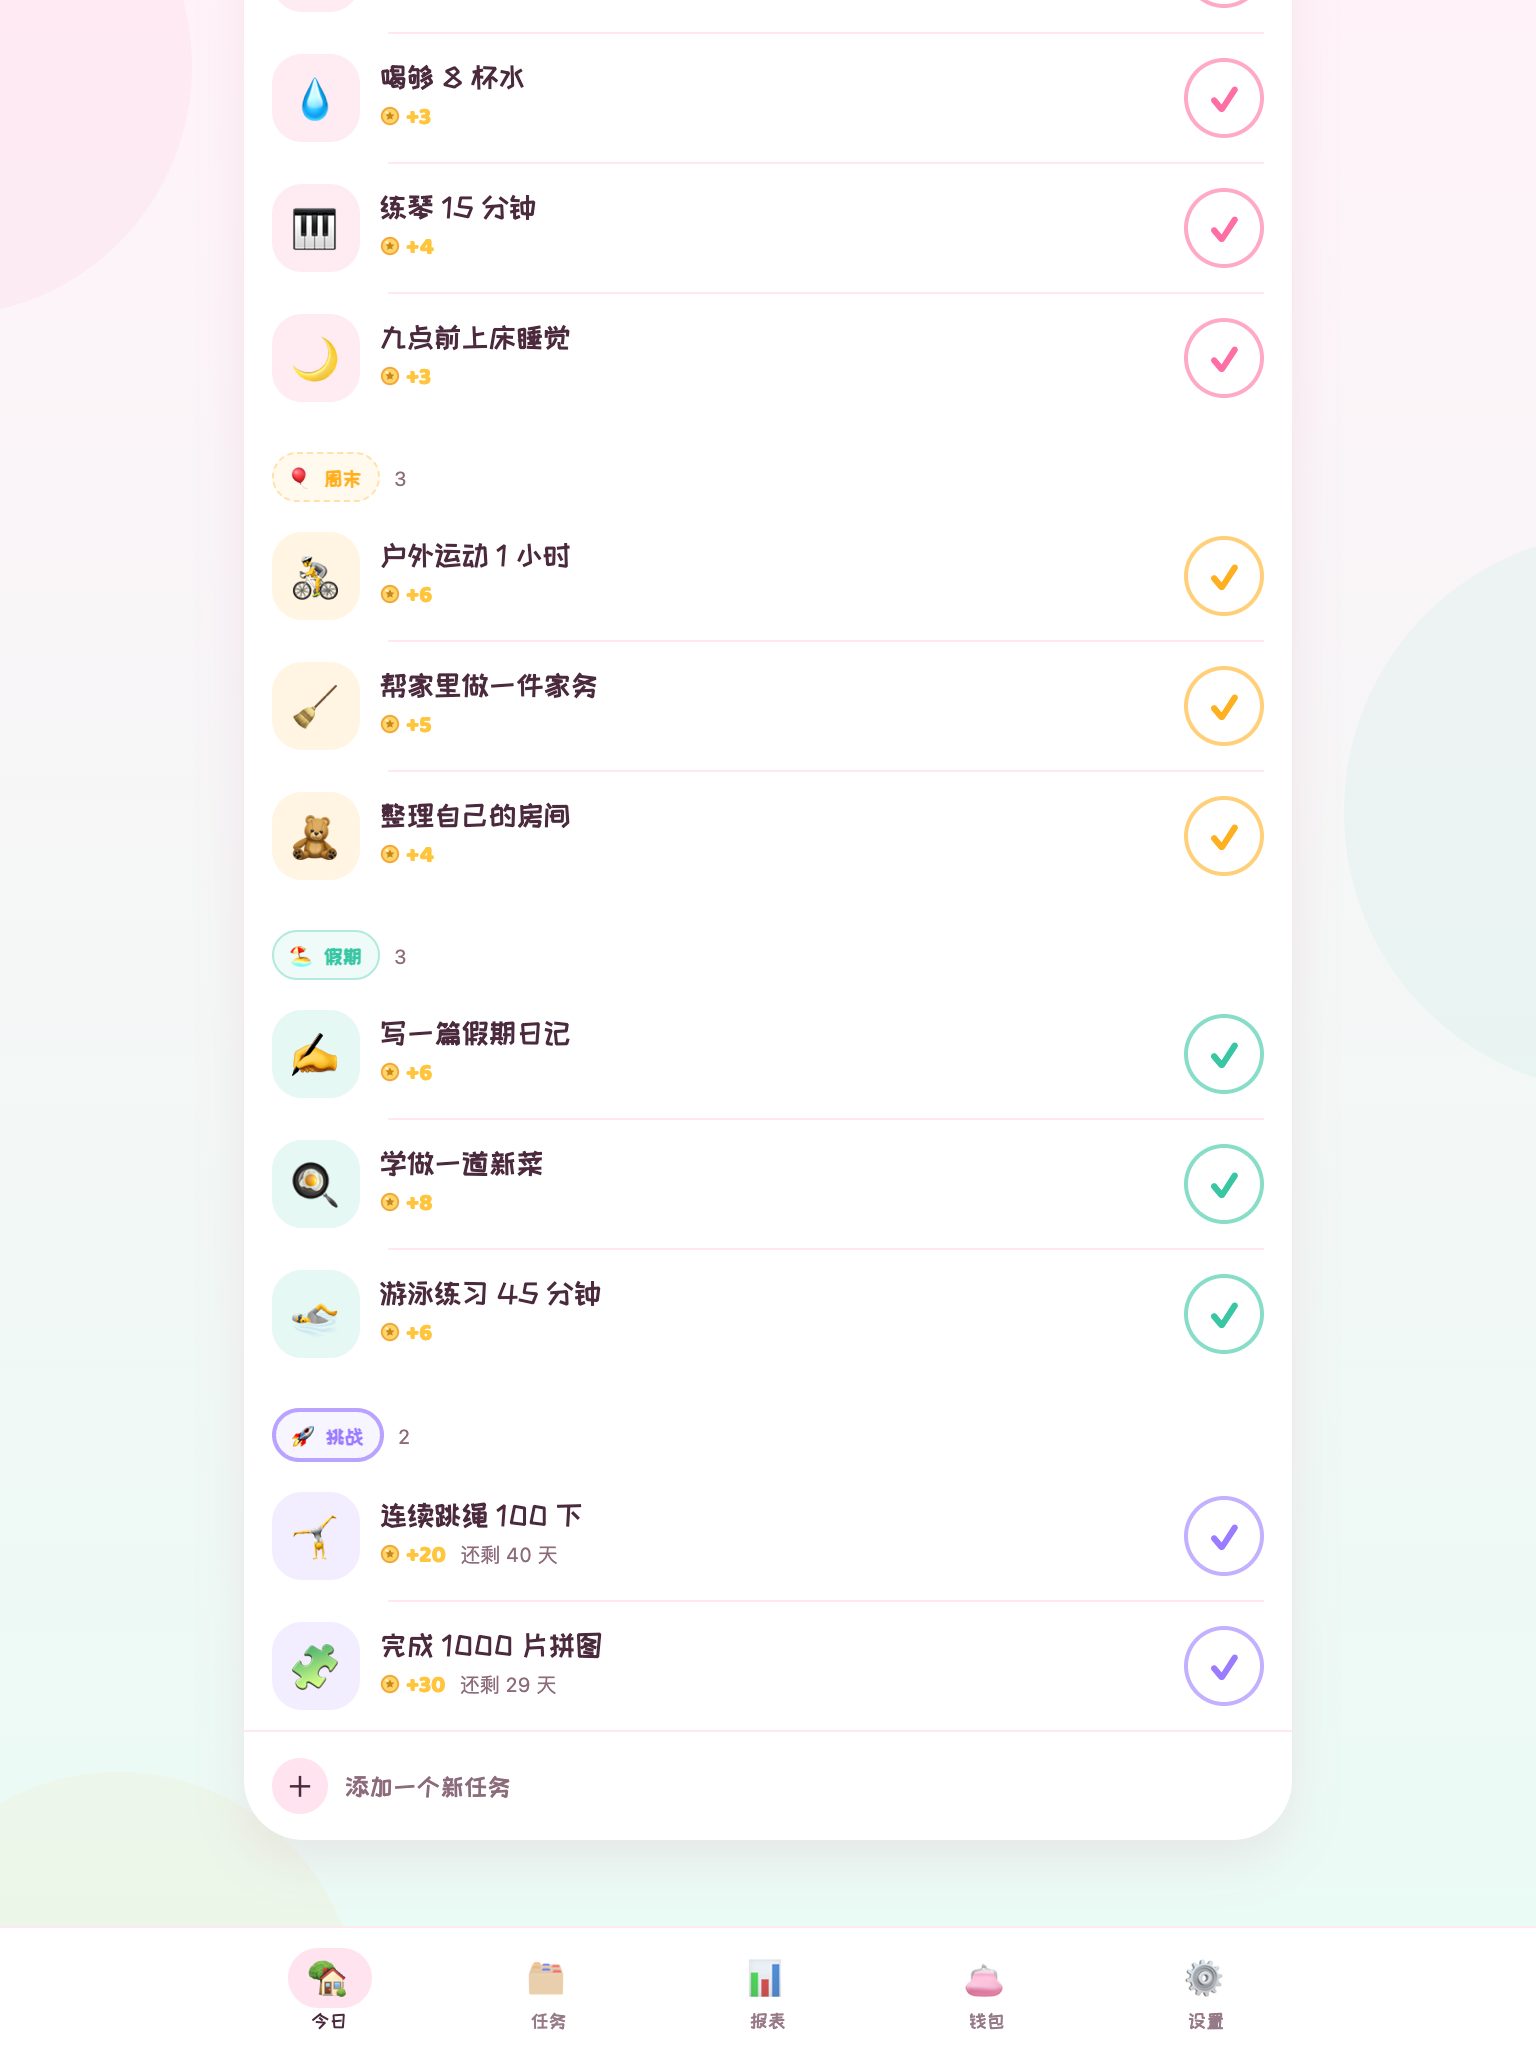 喝够 8 杯水
+3
练琴 15 分钟
+4
九点前上床睡觉
+3
周末 3
户外运动 1 小时
+6
帮家里做一件家务
+5
整理自己的房间
+4
假期 3
写一篇假期日记
+6
学做一道新菜
+8
游泳练习 45 分钟
+6
挑战 2
连续跳绳 100 下
+20 还剩 40 天
完成 1000 片拼图
+30 还剩 29 天
添加一个新任务
今日 任务 报表 钱包 设置